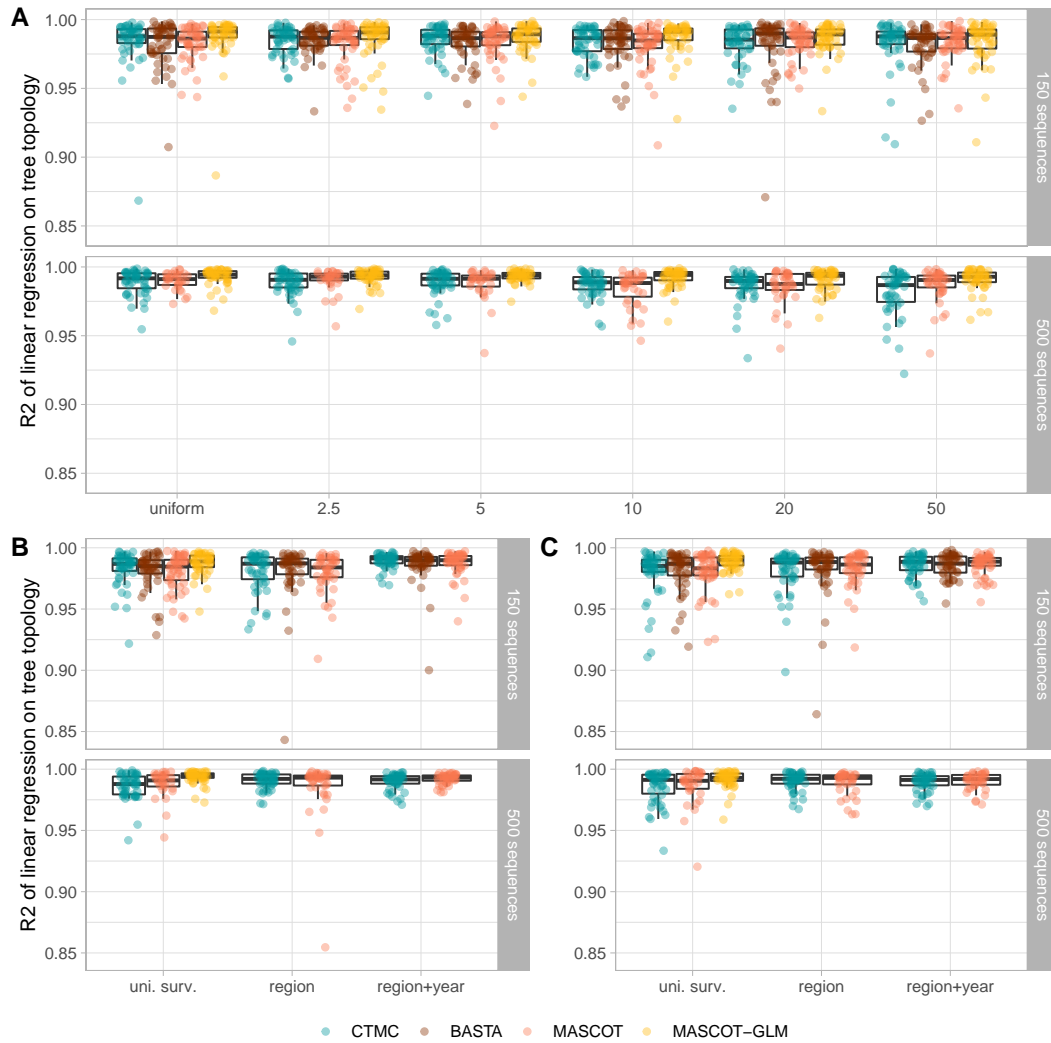 A
R2 of linear regression on tree topology
1.00
0.95
0.90
0.85
150 sequences
1.00
0.95
0.90
0.85
500 sequences
uniform
2.5
5
10
20
50
B
R2 of linear regression on tree topology
1.00
0.95
0.90
0.85
150 sequences
1.00
0.95
0.90
0.85
500 sequences
uni. surv.
region
region+year
C
1.00
0.95
0.90
0.85
150 sequences
1.00
0.95
0.90
0.85
500 sequences
uni. surv.
region
region+year
CTMC
BASTA
MASCOT
MASCOT−GLM